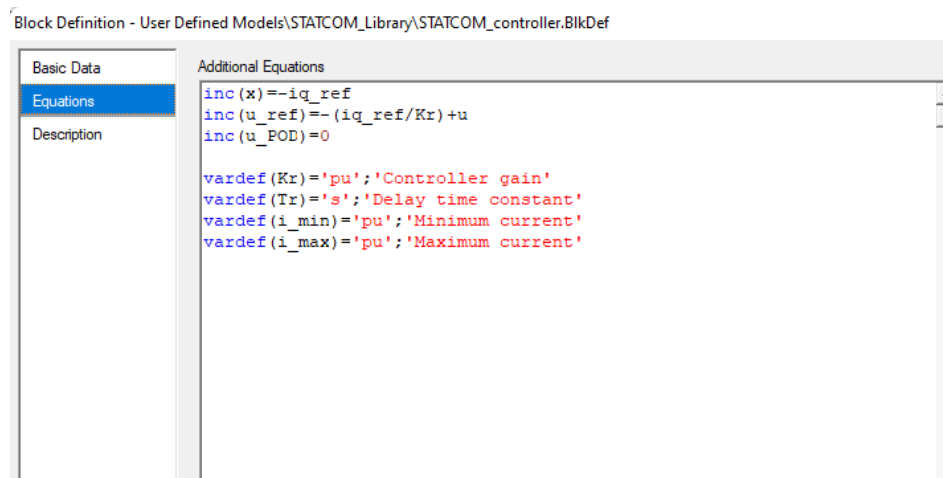 Block Definition - User Defined Models\STATCOM_Library\STATCOM_controller.BlkDef
Basic Data
Equations
Description
Additional Equations
inc(x)=-iq_ref
inc(u_ref)=-(iq_ref/Kr)+u
inc(u_POD)=0
vardef(Kr)='pu';'Controller gain'
vardef(Tr)='s';'Delay time constant'
vardef(i_min)='pu';'Minimum current'
vardef(i_max)='pu';'Maximum current'